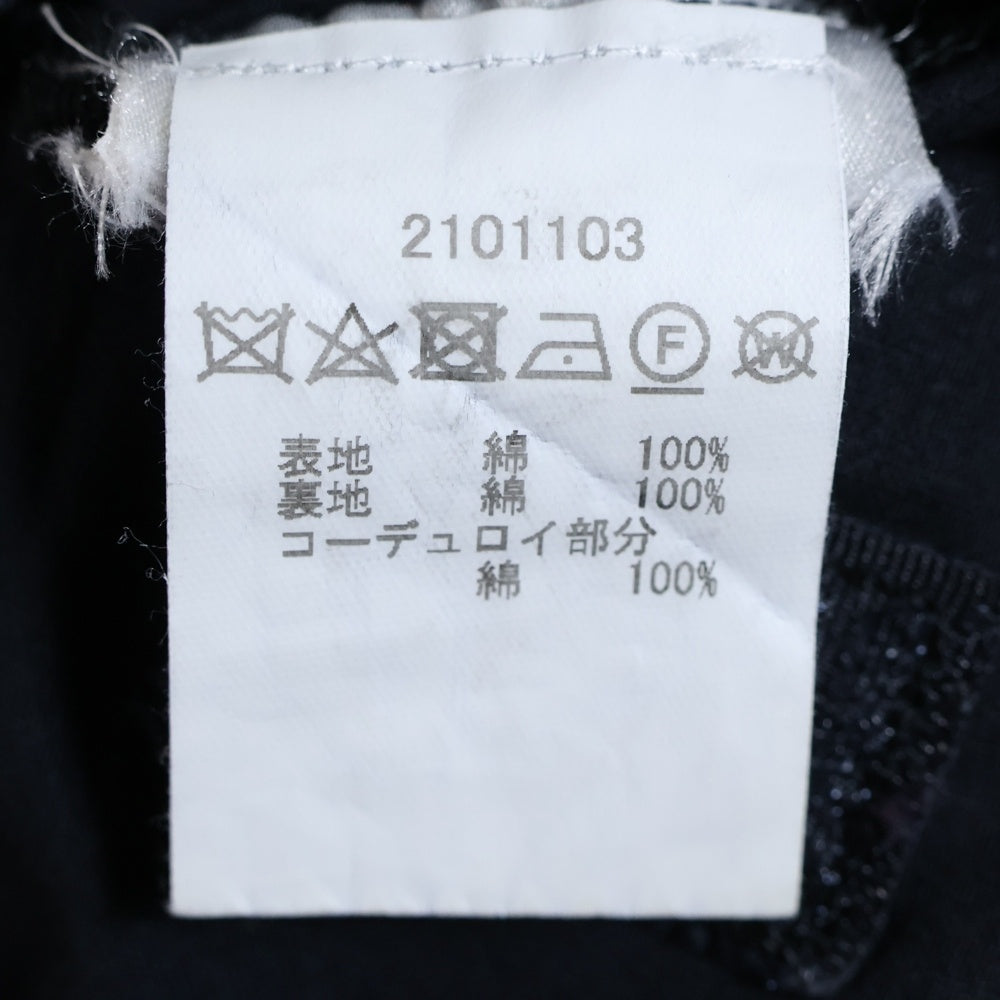 2101103
F W
表地 綿 100%
裏地 綿 100%
コーデュロイ部分
綿 100%